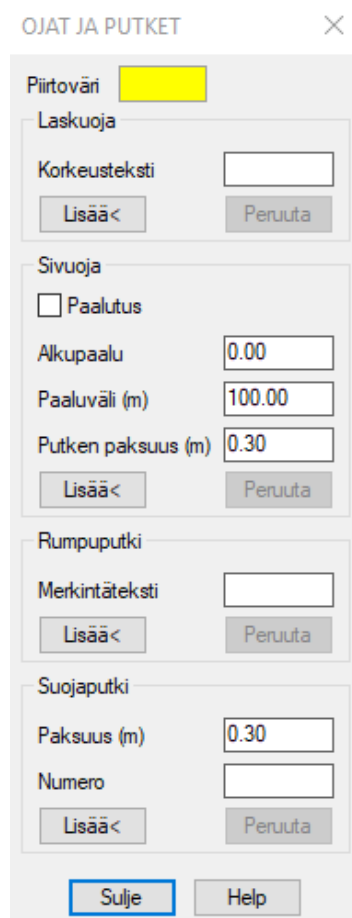 OJAT JA PUTKET
Piirtoväri
Laskuoja
Korkeusteksti
Lisää< Peruuta
Sivuoja
Paalutus
Alkupaalu 0.00
Paaluväli (m) 100.00
Putken paksuus (m) 0.30
Lisää< Peruuta
Rumpuputki
Merkintäteksti
Lisää< Peruuta
Suojaputki
Paksuus (m) 0.30
Numero
Lisää< Peruuta
Sulje Help